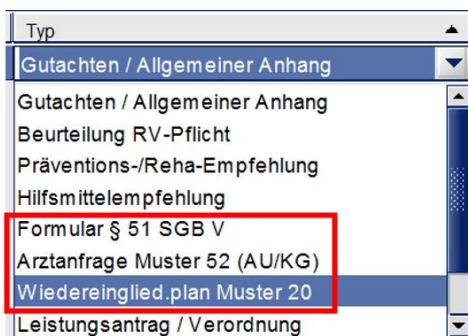 Typ
Gutachten / Allgemeiner Anhang
Gutachten / Allgemeiner Anhang
Beurteilung RV-Pflicht
Präventions-/Reha-Empfehlung
Hilfsmittelempfehlung
Formular § 51 SGB V
Arztanfrage Muster 52 (AU/KG)
Wiedereinglied.plan Muster 20
Leistungsantrag / Verordnung